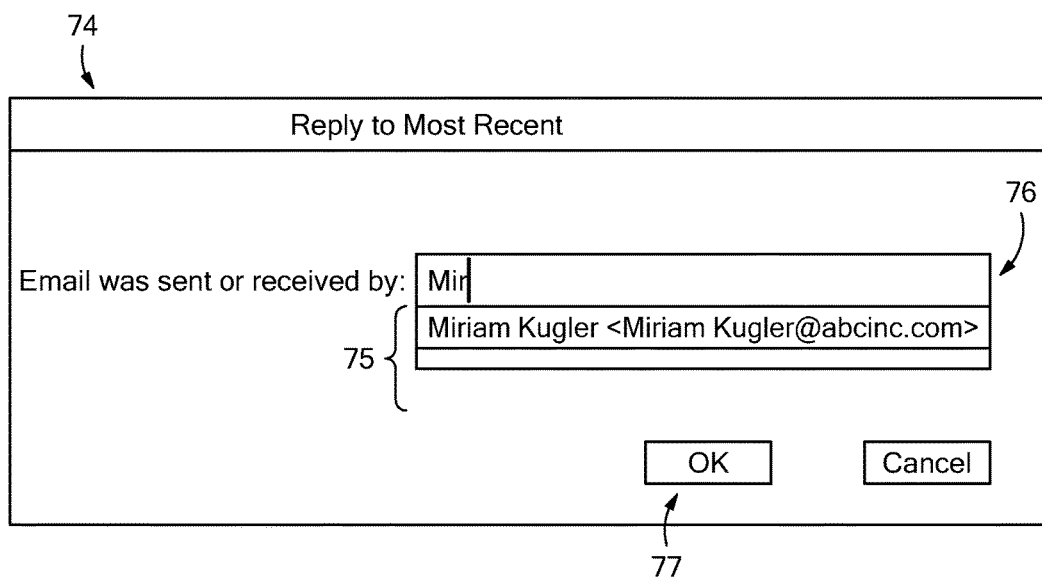 74
Reply to Most Recent
76
Email was sent or received by: Mir
Miriam Kugler <Miriam Kugler@abcinc.com>
75
OK Cancel
77